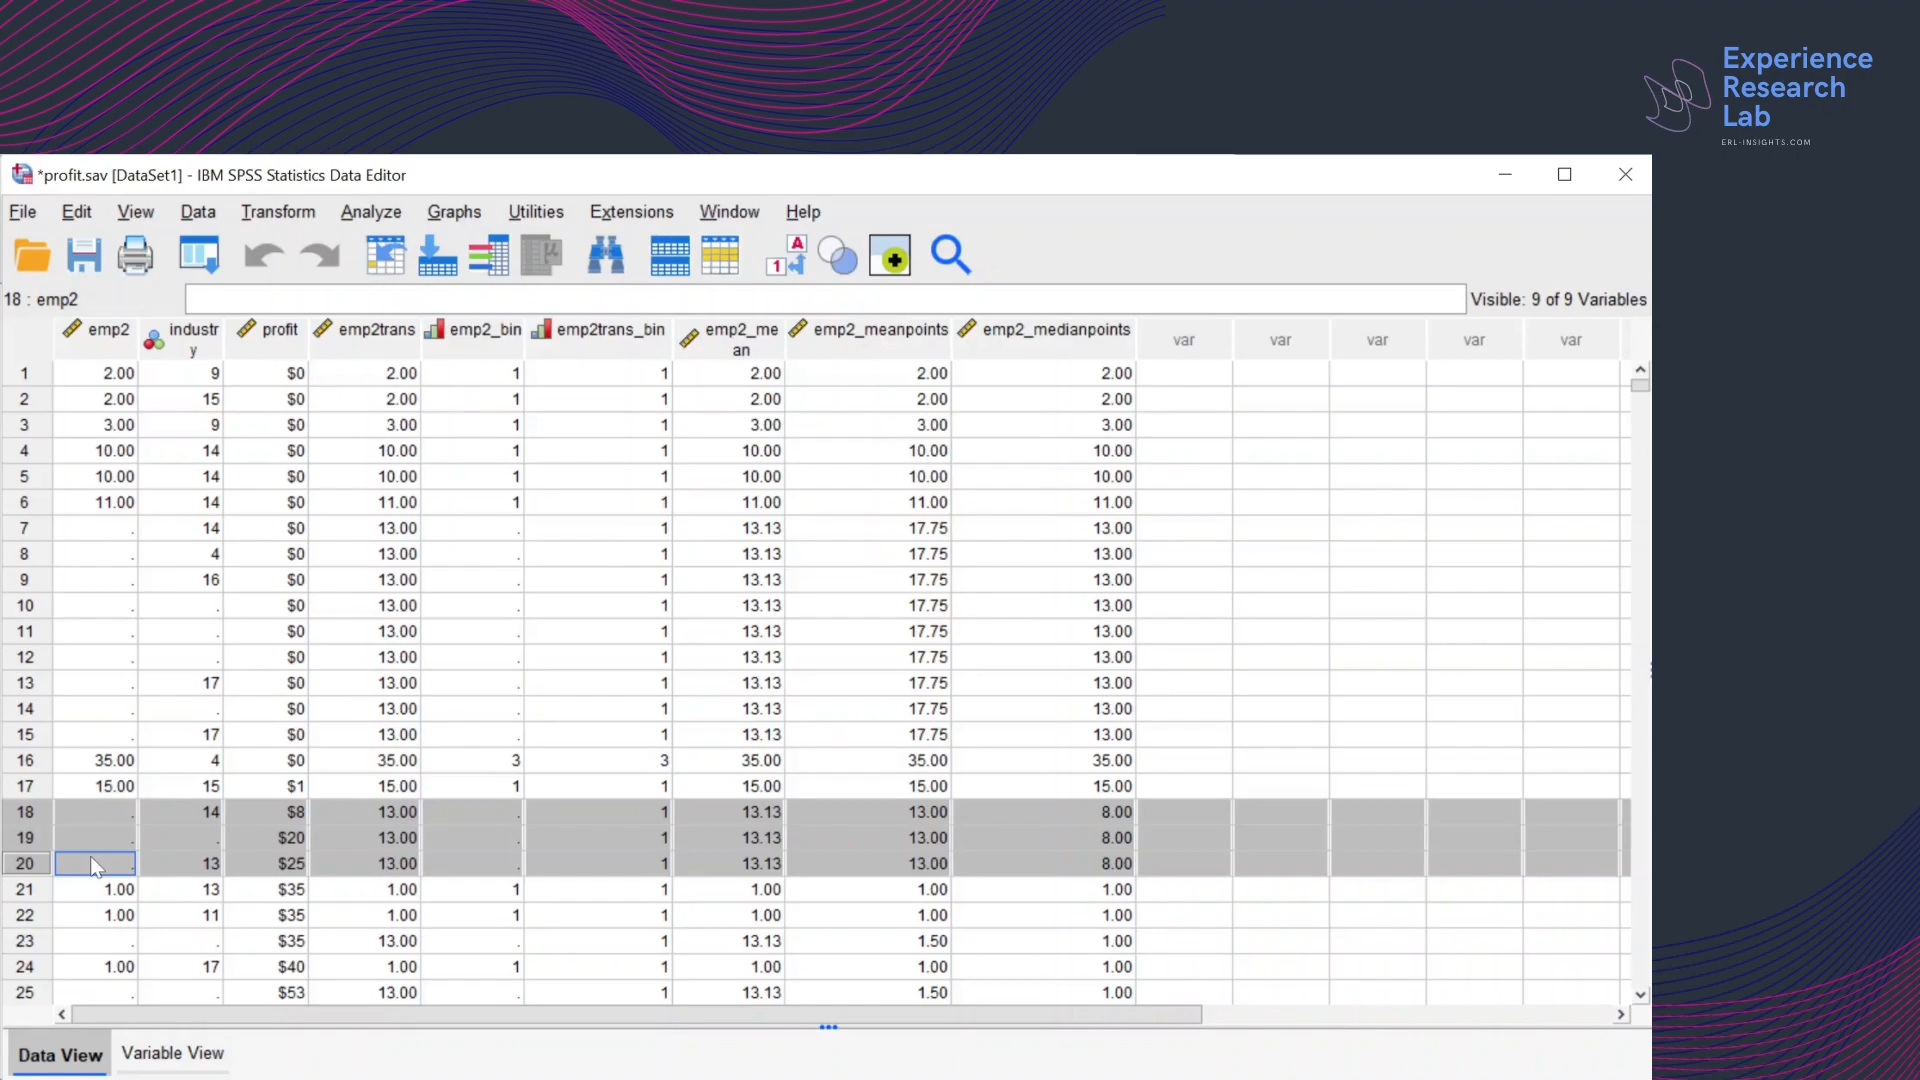 Experience
Research
Lab
ERL-INSIGHTS.COM
*profit.sav [DataSet1] - IBM SPSS Statistics Data Editor
File Edit View Data Transform Analyze Graphs Utilities Extensions Window Help
A
1
18 : emp2 Visible: 9 of 9 Variables
emp2 industry profit emp2trans emp2_bin emp2trans_bin emp2_mean emp2_meanpoints emp2_medianpoints var var var var var
1 2.00 9 $0 2.00 1 1 2.00 2.00 2.00
2 2.00 15 $0 2.00 1 1 2.00 2.00 2.00
3 3.00 9 $0 3.00 1 1 3.00 3.00 3.00
4 10.00 14 $0 10.00 1 1 10.00 10.00 10.00
5 10.00 14 $0 10.00 1 1 10.00 10.00 10.00
6 11.00 14 $0 11.00 1 1 11.00 11.00 11.00
7 . 14 $0 13.00 . 1 13.13 17.75 13.00
8 . 4 $0 13.00 . 1 13.13 17.75 13.00
9 . 16 $0 13.00 . 1 13.13 17.75 13.00
10 . . $0 13.00 . 1 13.13 17.75 13.00
11 . . $0 13.00 . 1 13.13 17.75 13.00
12 . . $0 13.00 . 1 13.13 17.75 13.00
13 . 17 $0 13.00 . 1 13.13 17.75 13.00
14 . . $0 13.00 . 1 13.13 17.75 13.00
15 . 17 $0 13.00 . 1 13.13 17.75 13.00
16 35.00 4 $0 35.00 3 3 35.00 35.00 35.00
17 15.00 15 $1 15.00 1 1 15.00 15.00 15.00
18 . 14 $8 13.00 . 1 13.13 13.00 8.00
19 . . $20 13.00 . 1 13.13 13.00 8.00
20 . 13 $25 13.00 . 1 13.13 13.00 8.00
21 1.00 13 $35 1.00 1 1 1.00 1.00 1.00
22 1.00 11 $35 1.00 1 1 1.00 1.00 1.00
23 . . $35 13.00 . 1 13.13 1.50 1.00
24 1.00 17 $40 1.00 1 1 1.00 1.00 1.00
25 . . $53 13.00 . 1 13.13 1.50 1.00
Data View Variable View